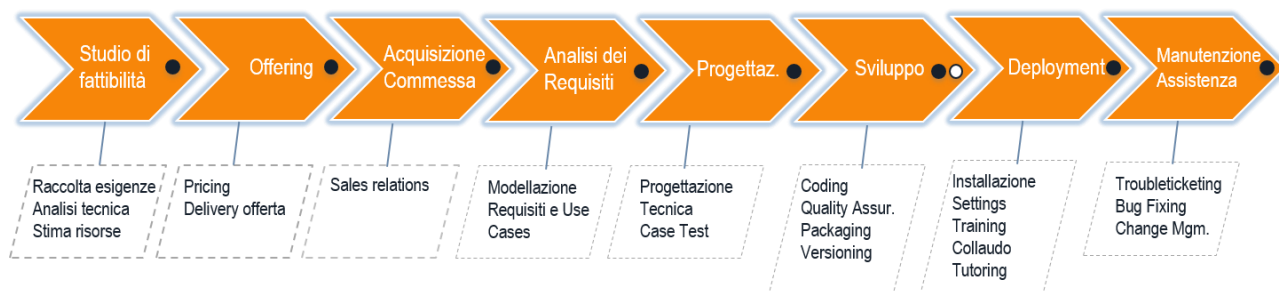 Studio di
fattibilità
Offering
Acquisizione
Commessa
Analisi dei
Requisiti
Progettaz.
Sviluppo
Deployment
Manutenzione
Assistenza
Raccolta esigenze
Analisi tecnica
Stima risorse
Pricing
Delivery offerta
Sales relations
Modellazione
Requisiti e Use
Cases
Progettazione
Tecnica
Case Test
Coding
Quality Assur.
Packaging
Versioning
Installazione
Settings
Training
Collaudo
Tutoring
Troubleticketing
Bug Fixing
Change Mgm.